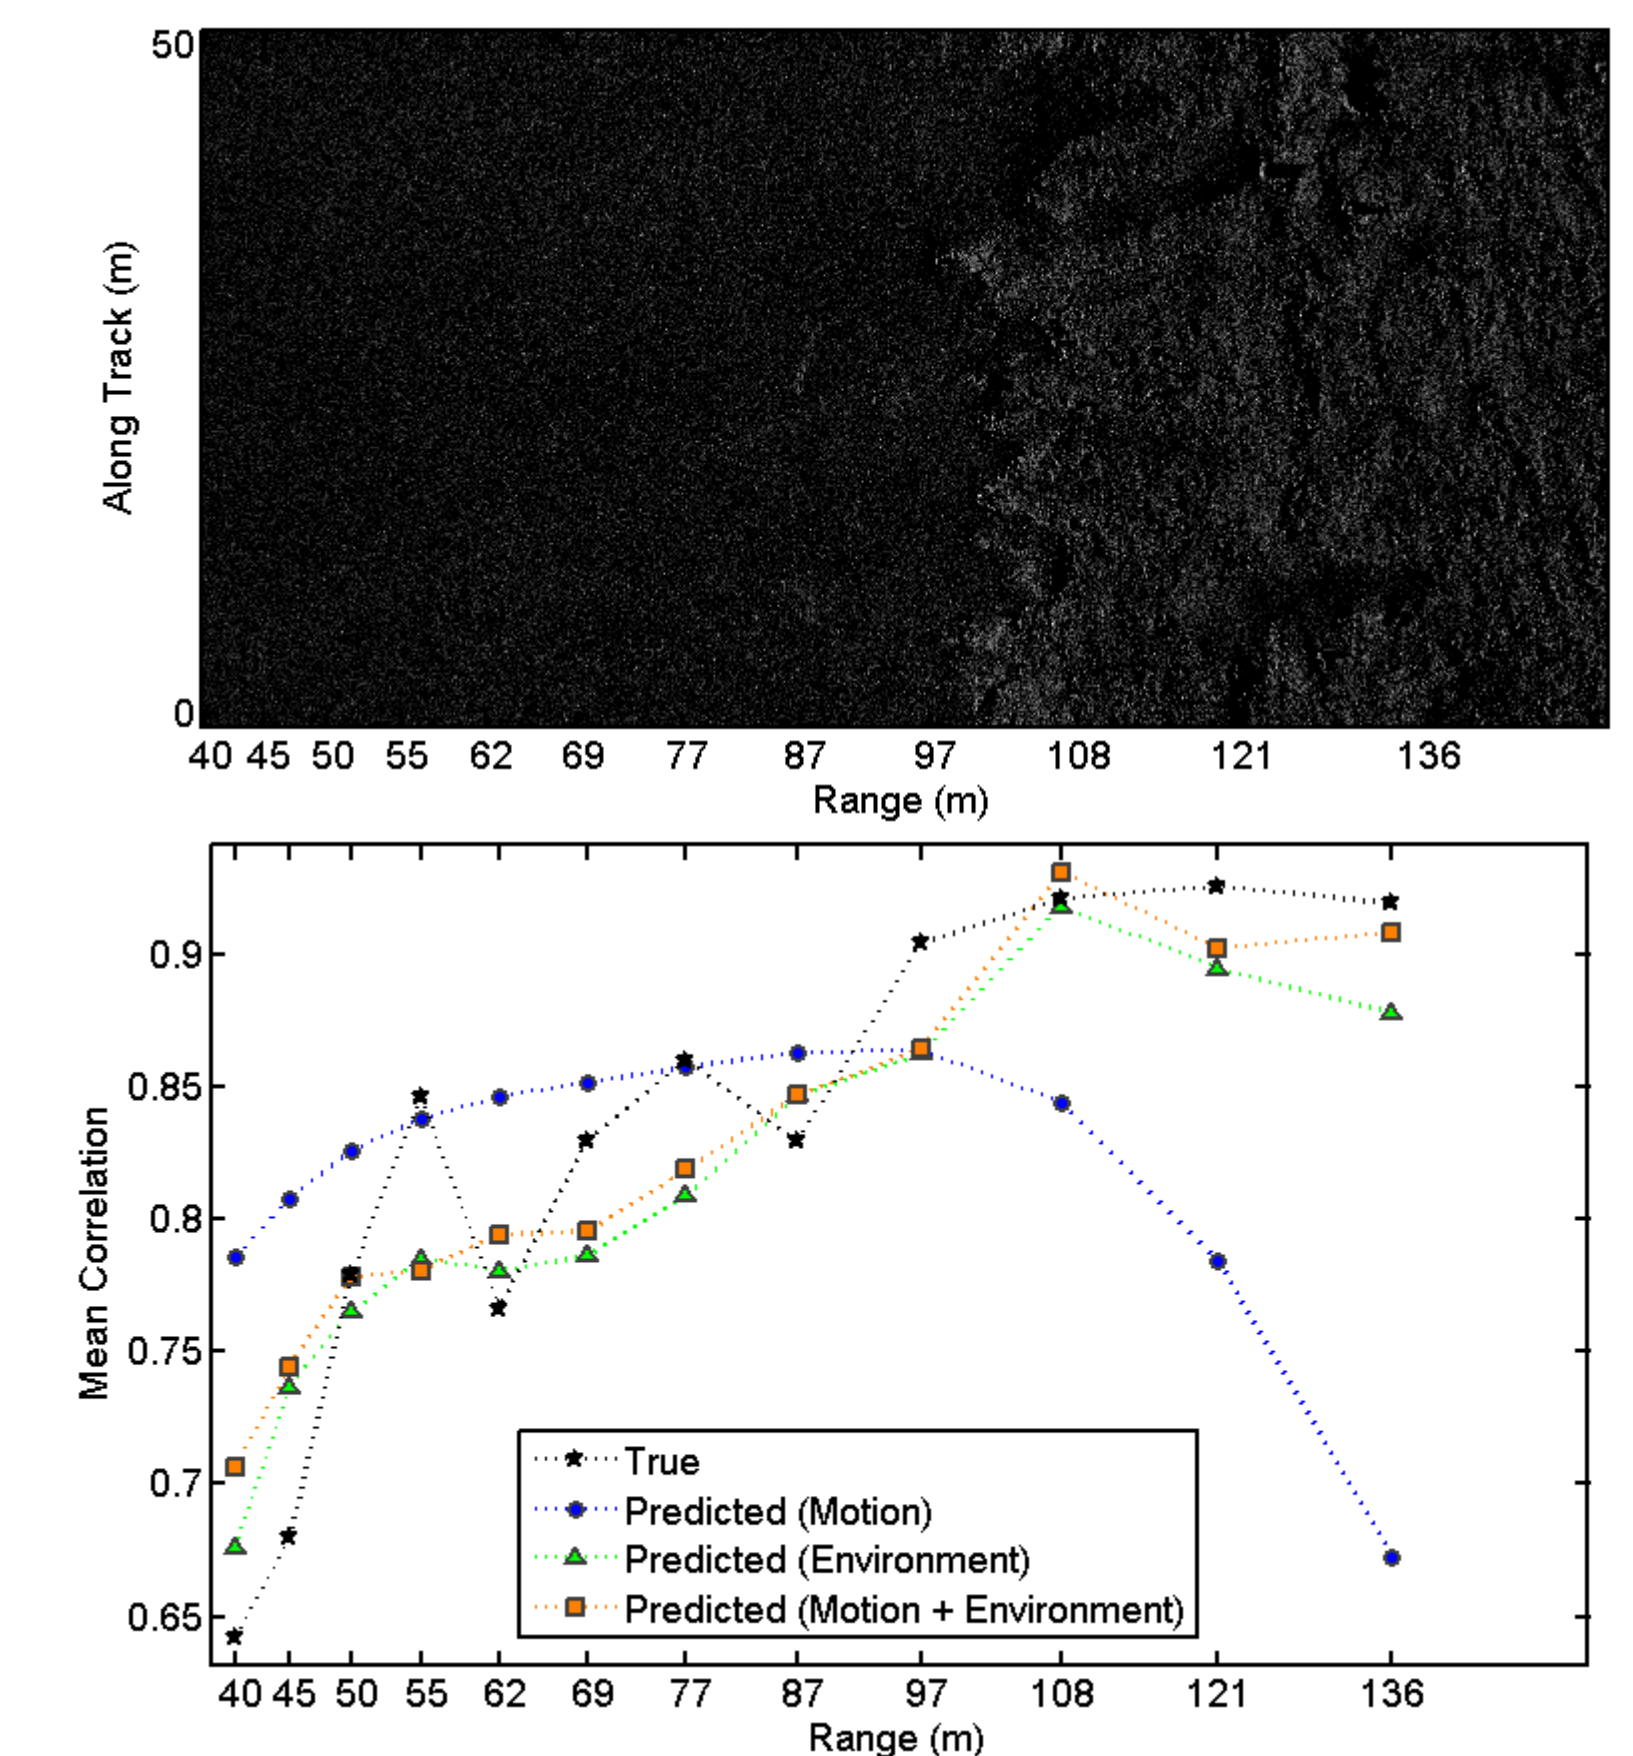 50
Along Track (m)
0
40 45 50 55 62 69 77 87 97 108 121 136
Range (m)
0.9
0.85
0.8
0.75
0.7
0.65
Mean Correlation
True
Predicted (Motion)
Predicted (Environment)
Predicted (Motion + Environment)
40 45 50 55 62 69 77 87 97 108 121 136
Range (m)